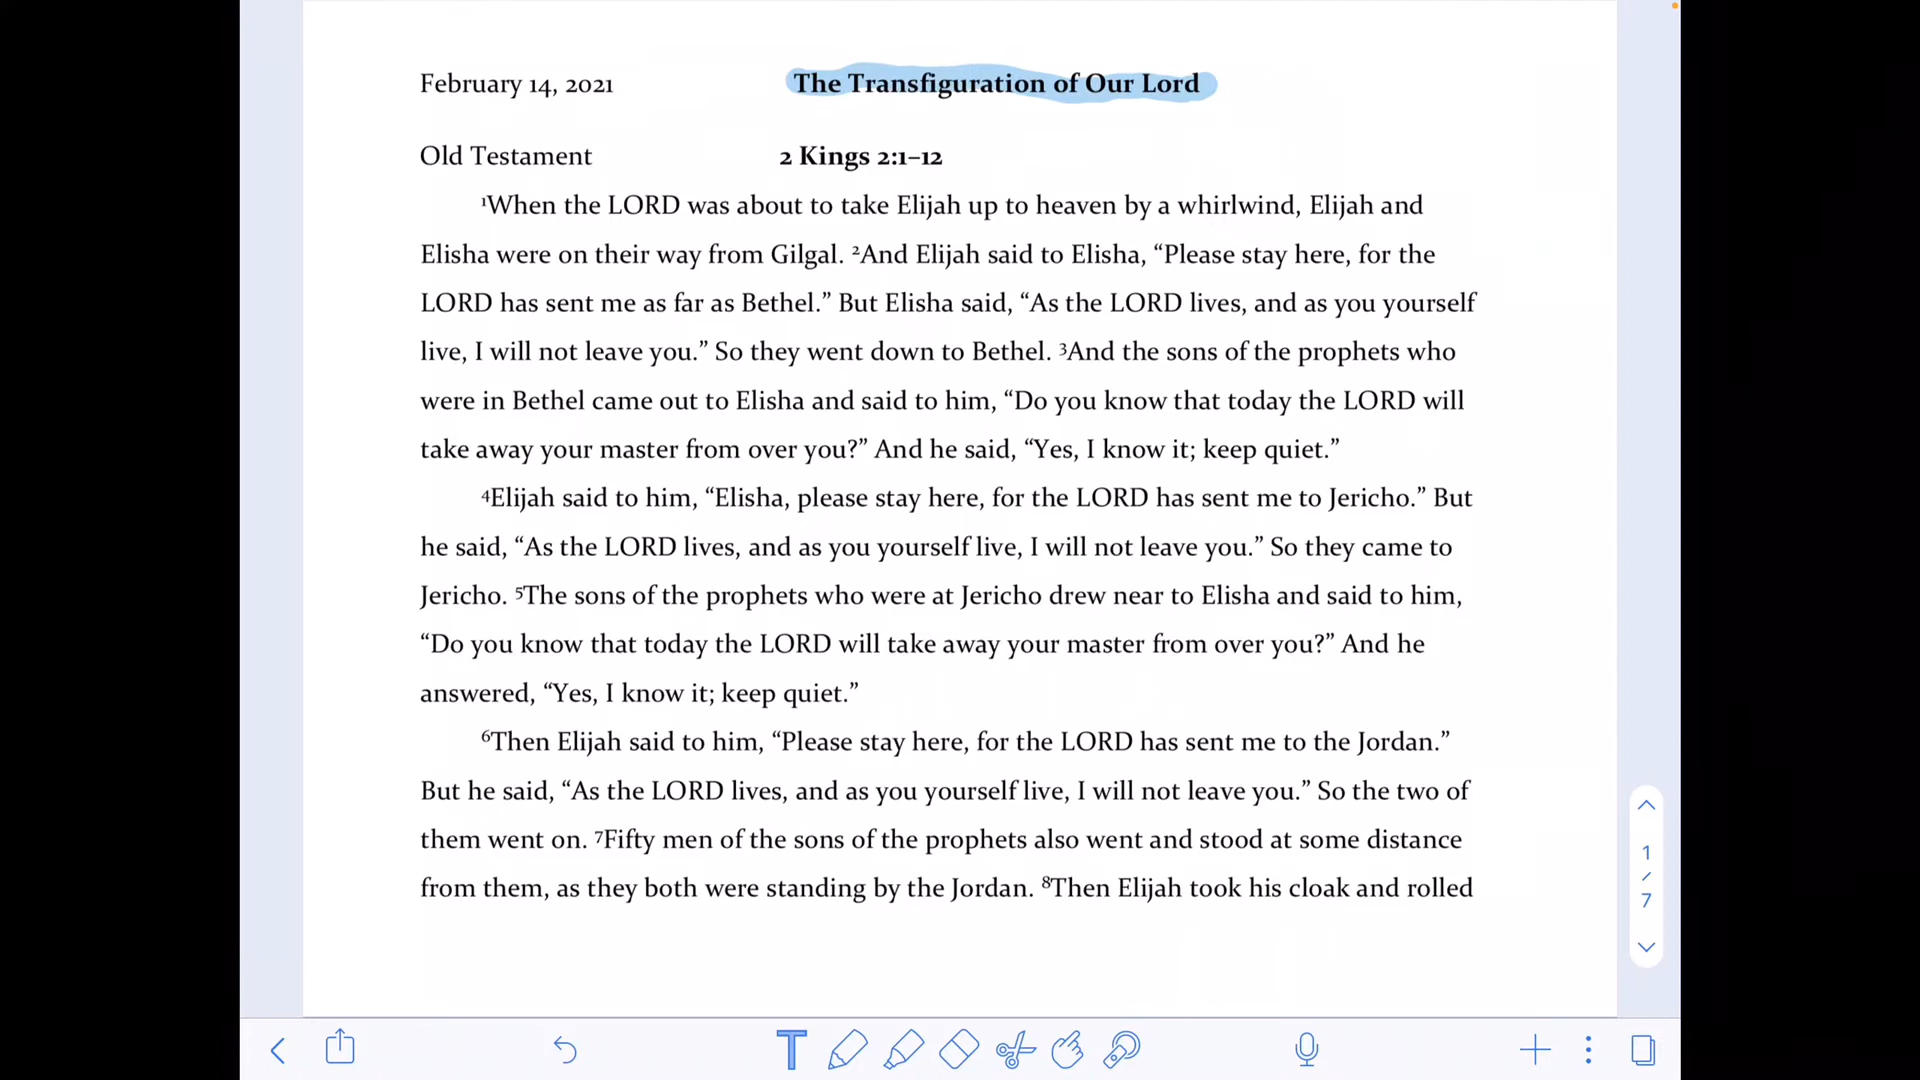 February 14, 2021 The Transfiguration of Our Lord
Old Testament 2 Kings 2:1–12
¹When the LORD was about to take Elijah up to heaven by a whirlwind, Elijah and
Elisha were on their way from Gilgal. ²And Elijah said to Elisha, “Please stay here, for the
LORD has sent me as far as Bethel.” But Elisha said, “As the LORD lives, and as you yourself
live, I will not leave you.” So they went down to Bethel. ³And the sons of the prophets who
were in Bethel came out to Elisha and said to him, “Do you know that today the LORD will
take away your master from over you?” And he said, “Yes, I know it; keep quiet.”
⁴Elijah said to him, “Elisha, please stay here, for the LORD has sent me to Jericho.” But
he said, “As the LORD lives, and as you yourself live, I will not leave you.” So they came to
Jericho. ⁵The sons of the prophets who were at Jericho drew near to Elisha and said to him,
“Do you know that today the LORD will take away your master from over you?” And he
answered, “Yes, I know it; keep quiet.”
⁶Then Elijah said to him, “Please stay here, for the LORD has sent me to the Jordan.”
But he said, “As the LORD lives, and as you yourself live, I will not leave you.” So the two of
them went on. ⁷Fifty men of the sons of the prophets also went and stood at some distance
from them, as they both were standing by the Jordan. ⁸Then Elijah took his cloak and rolled
1
/
7